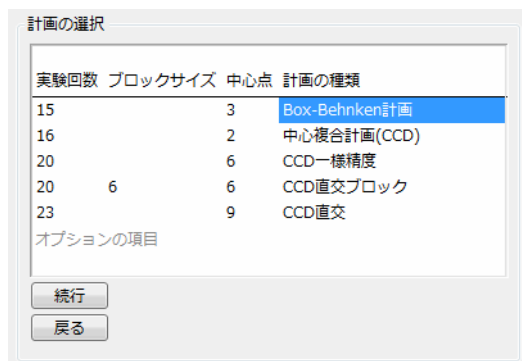 計画の選択
実験回数 ブロックサイズ 中心点 計画の種類
15 3 Box-Behnken計画
16 2 中心複合計画(CCD)
20 6 CCD一様精度
20 6 6 CCD直交ブロック
23 9 CCD直交
オプションの項目
続行
戻る